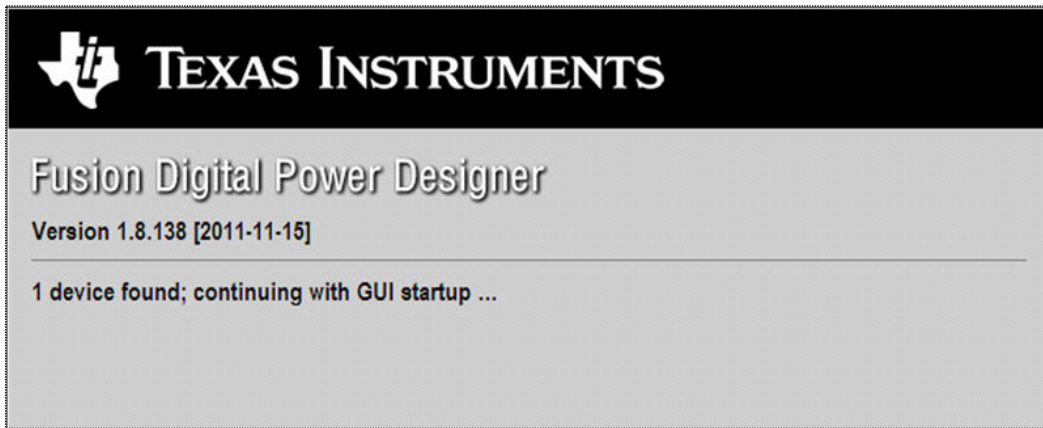 TEXAS INSTRUMENTS
Fusion Digital Power Designer
Version 1.8.138 [2011-11-15]
1 device found; continuing with GUI startup ...